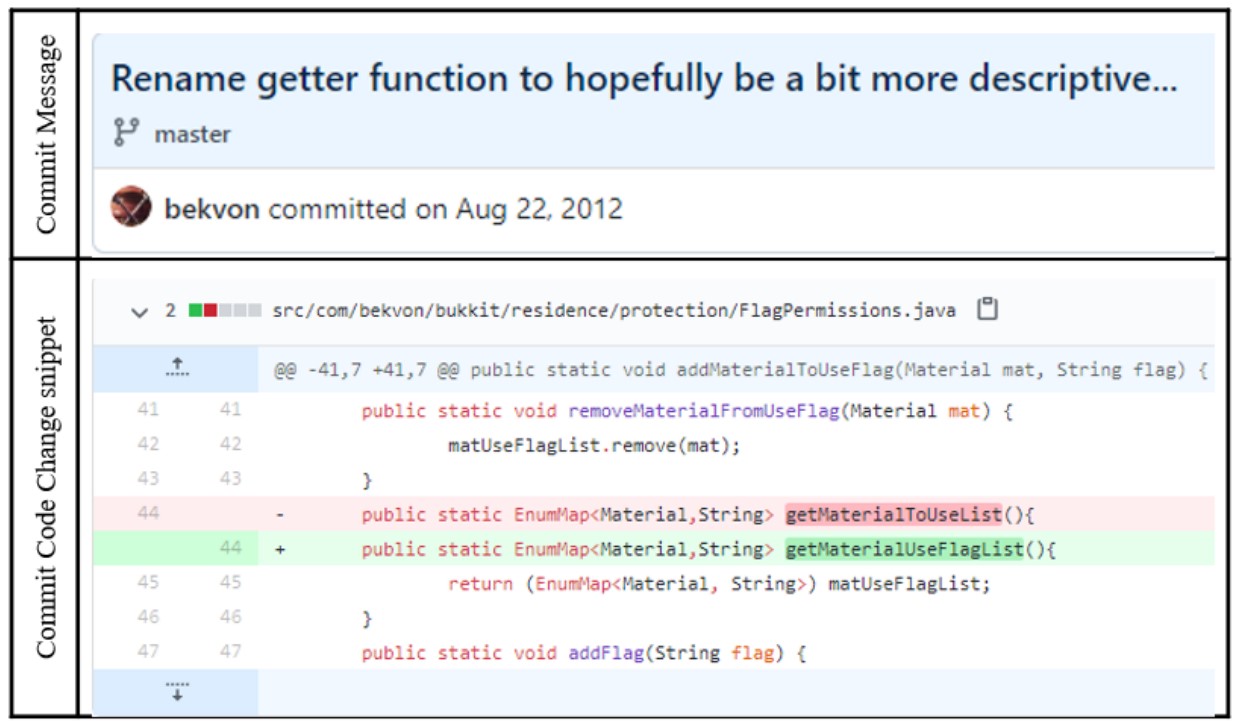 Commit Message
Rename getter function to hopefully be a bit more descriptive...
master
bekvon committed on Aug 22, 2012
Commit Code Change snippet
2 src/com/bekvon/bukkit/residence/protection/FlagPermissions.java
@@ -41,7 +41,7 @@ public static void addMaterialToUseFlag(Material mat, String flag) {
41 41 public static void removeMaterialFromUseFlag(Material mat) {
42 42 matUseFlagList.remove(mat);
43 43 }
44 - public static EnumMap<Material,String> getMaterialToUseList(){
44 + public static EnumMap<Material,String> getMaterialUseFlagList(){
45 45 return (EnumMap<Material, String>) matUseFlagList;
46 46 }
47 47 public static void addFlag(String flag) {